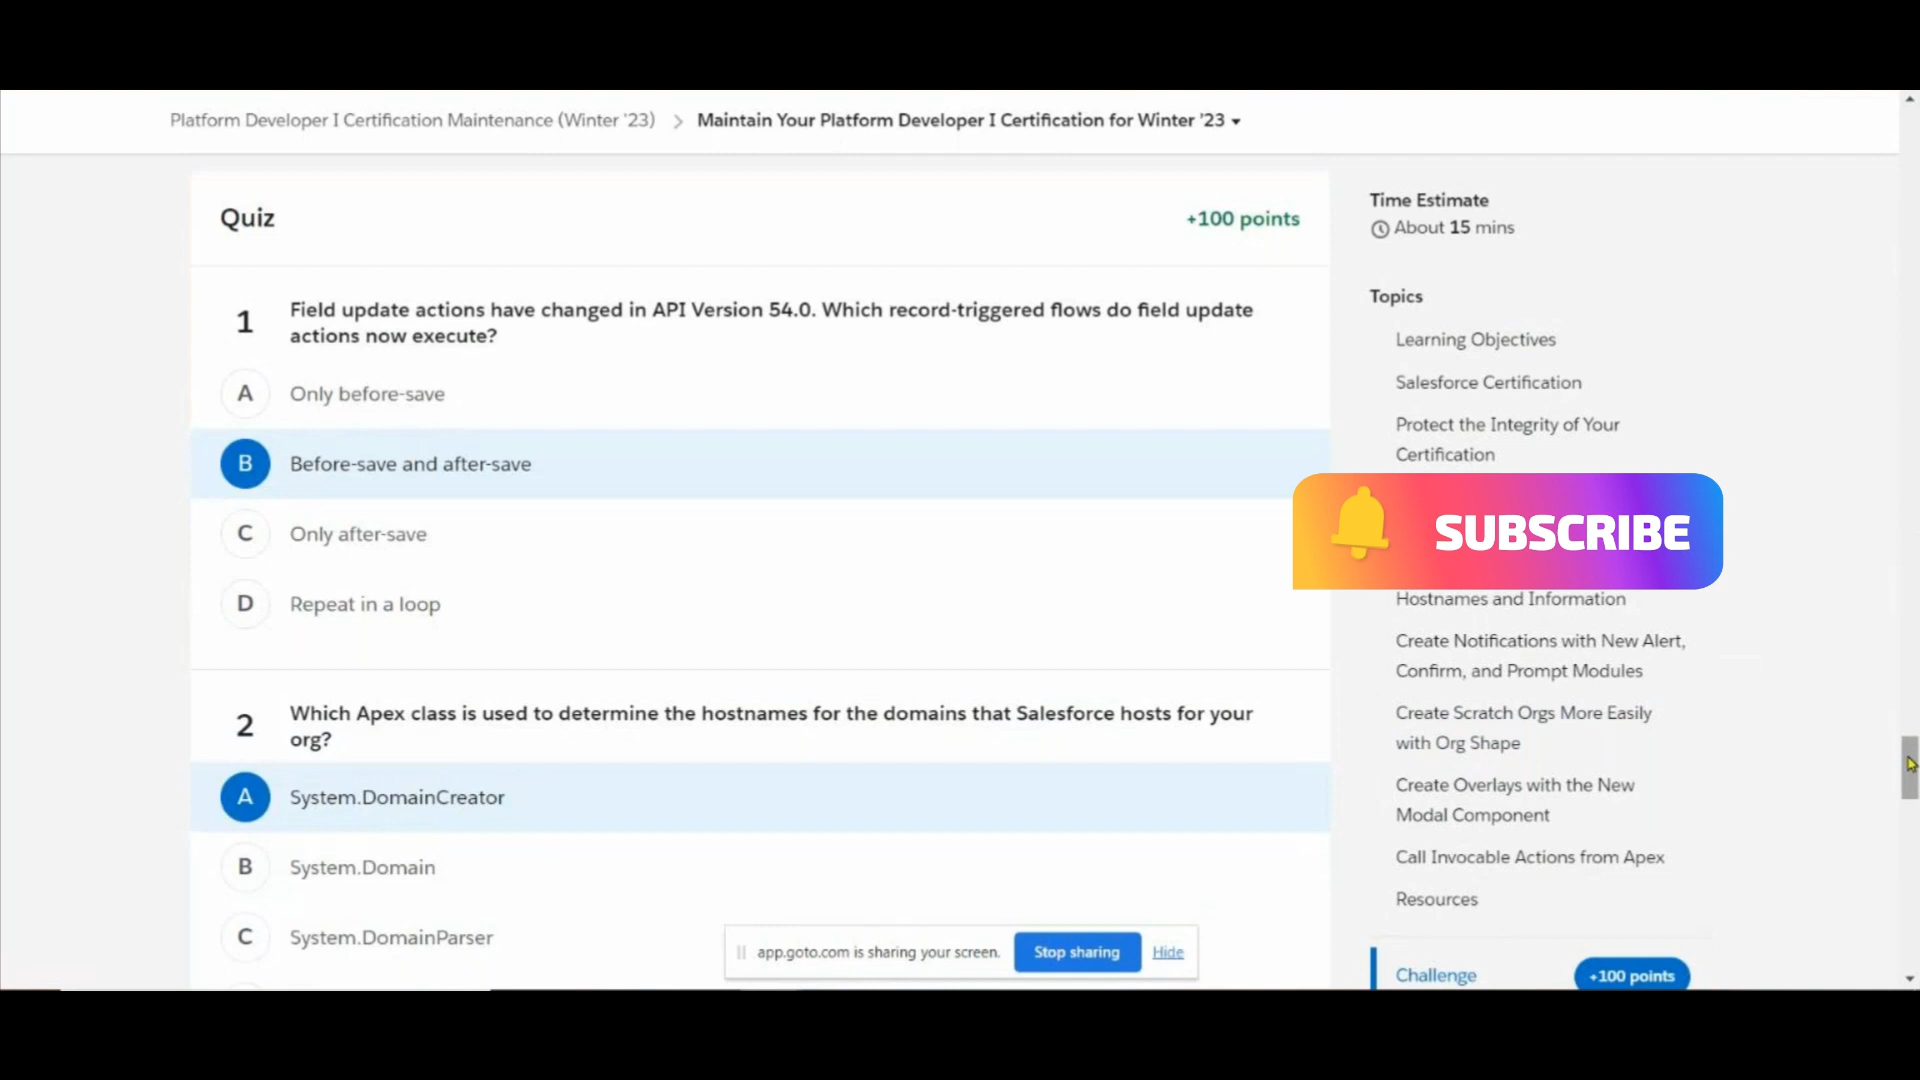 Platform Developer I Certification Maintenance (Winter '23) > Maintain Your Platform Developer I Certification for Winter '23
Quiz
+100 points
1
Field update actions have changed in API Version 54.0. Which record-triggered flows do field update
actions now execute?
A Only before-save
B Before-save and after-save
C Only after-save
D Repeat in a loop
2
Which Apex class is used to determine the hostnames for the domains that Salesforce hosts for your
org?
A System.DomainCreator
B System.Domain
C System.DomainParser
app.goto.com is sharing your screen. Stop sharing Hide
Time Estimate
About 15 mins
Topics
Learning Objectives
Salesforce Certification
Protect the Integrity of Your
Certification
SUBSCRIBE
Hostnames and Information
Create Notifications with New Alert,
Confirm, and Prompt Modules
Create Scratch Orgs More Easily
with Org Shape
Create Overlays with the New
Modal Component
Call Invocable Actions from Apex
Resources
Challenge +100 points